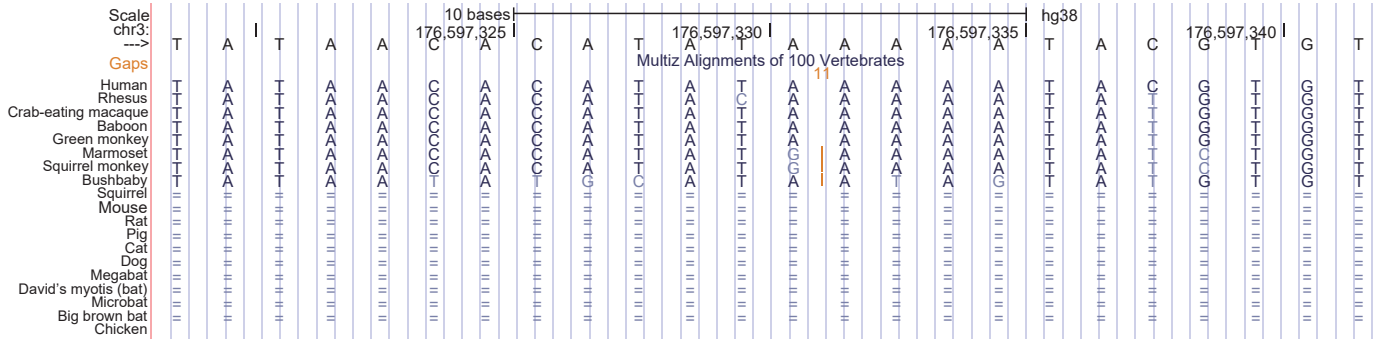 Scale 10 bases hg38
chr3: 176,597,325 176,597,330 176,597,335 176,597,340
---> T A T A A C A C A T A T A A A A A T A C G T G T
Gaps Multiz Alignments of 100 Vertebrates
11
Human T A T A A C A C A T A T A A A A A T A C G T G T
Rhesus T A T A A C A C A T A C A A A A A T A T G T G T
Crab-eating macaque T A T A A C A C A T A T A A A A A T A T G T G T
Baboon T A T A A C A C A T A T A A A A A T A T G T G T
Green monkey T A T A A C A C A T A T A A A A A T A T G T G T
Marmoset T A T A A C A C A T A T G A A A A T A T C T G T
Squirrel monkey T A T A A C A C A T A T G A A A A T A T C T G T
Bushbaby T A T A A T A T G C A T A A T A G T A T G T G T
Squirrel = = = = = = = = = = = = = = = = = = = = = = = =
Mouse = = = = = = = = = = = = = = = = = = = = = = = =
Rat = = = = = = = = = = = = = = = = = = = = = = = =
Pig = = = = = = = = = = = = = = = = = = = = = = = =
Cat = = = = = = = = = = = = = = = = = = = = = = = =
Dog = = = = = = = = = = = = = = = = = = = = = = = =
Megabat = = = = = = = = = = = = = = = = = = = = = = = =
David's myotis (bat) = = = = = = = = = = = = = = = = = = = = = = = =
Microbat = = = = = = = = = = = = = = = = = = = = = = = =
Big brown bat = = = = = = = = = = = = = = = = = = = = = = = =
Chicken